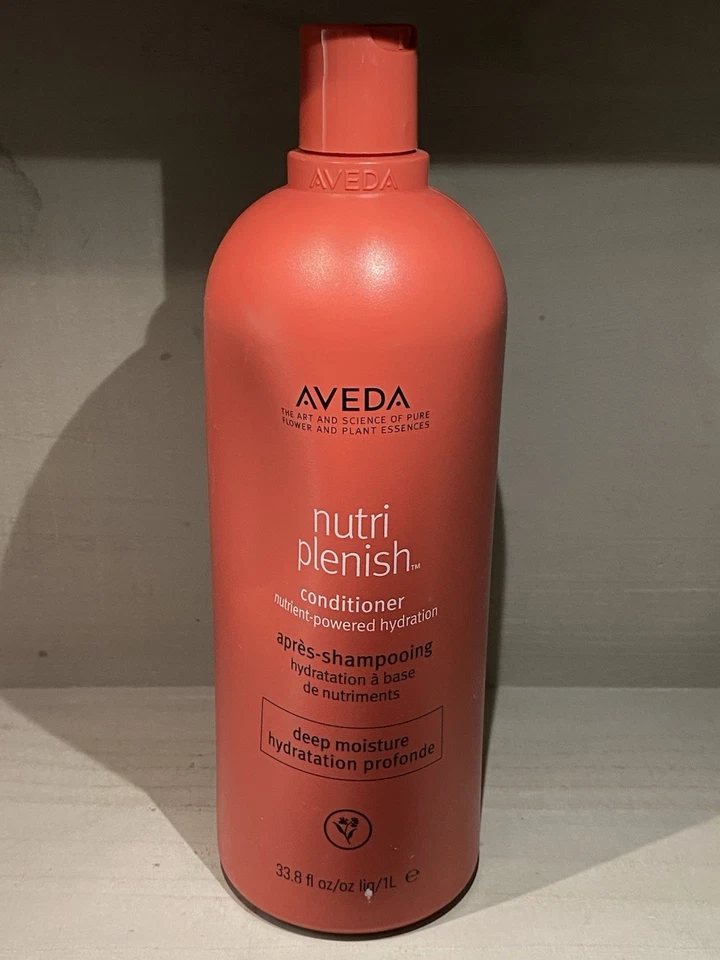 AVEDA
AVEDA
THE ART AND SCIENCE OF PURE
FLOWER AND PLANT ESSENCES
nutri
plenish™
conditioner
nutrient-powered hydration
après-shampooing
hydratation à base
de nutriments
deep moisture
hydratation profonde
33.8 fl oz/oz liq/1L ℮